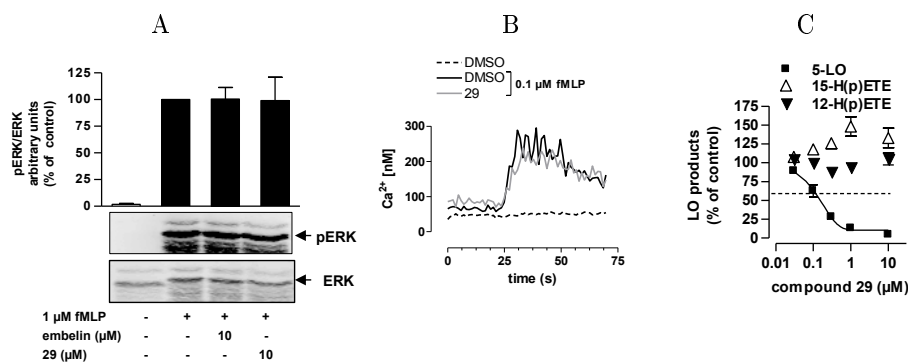 A
pERK/ERK
arbitrary units
(% of control)
125
100
75
50
25
0
pERK
ERK
1 µM fMLP - + + +
embelin (µM) - - 10 -
29 (µM) - - - 10
B
DMSO
DMSO
29
0.1 µM fMLP
Ca2+ [nM]
300
200
100
0
0 25 50 75
time (s)
C
5-LO
15-H(p)ETE
12-H(p)ETE
LO products
(% of control)
175
150
125
100
75
50
25
0
0.01 0.1 1 10
compound 29 (µM)